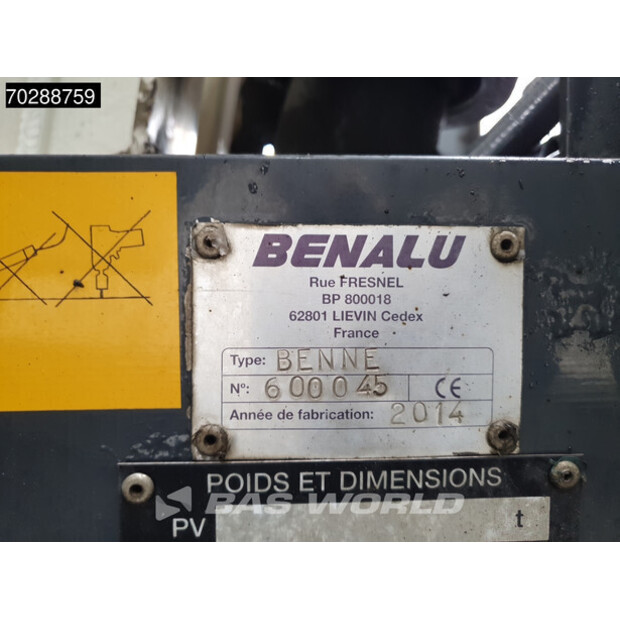 70288759
BENALU
Rue FRESNEL
BP 800018
62801 LIEVIN Cedex
France
Type: BENNE
N°: 600045 CE
Année de fabrication: 2014
POIDS ET DIMENSIONS
BAS WORLD
PV t